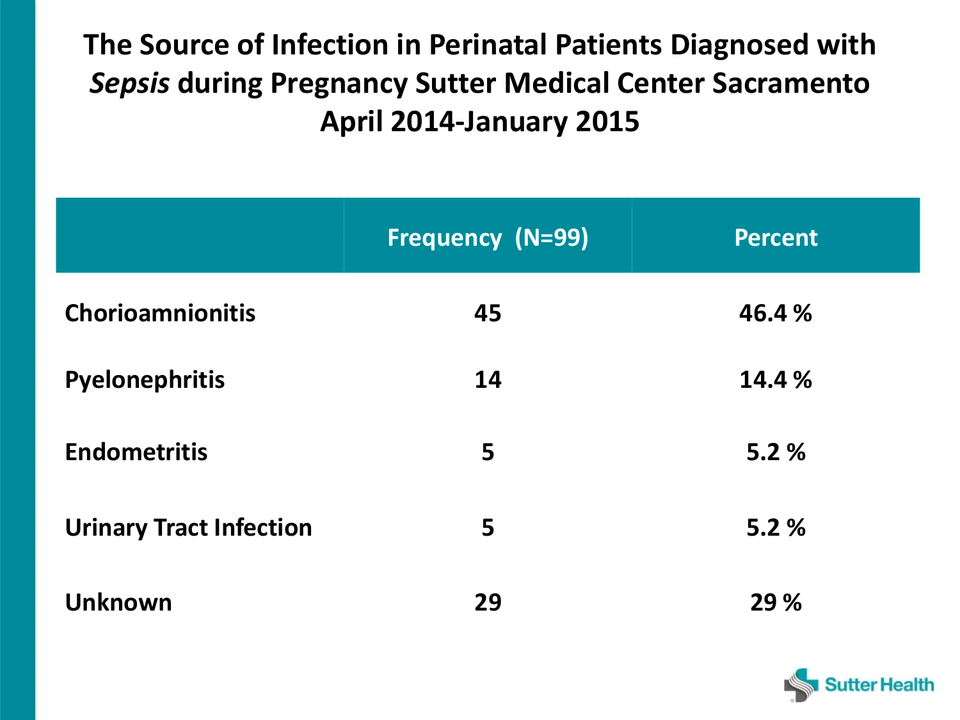 The Source of Infection in Perinatal Patients Diagnosed with
Sepsis during Pregnancy Sutter Medical Center Sacramento
April 2014-January 2015
Frequency (N=99) Percent
Chorioamnionitis 45 46.4 %
Pyelonephritis 14 14.4 %
Endometritis 5 5.2 %
Urinary Tract Infection 5 5.2 %
Unknown 29 29 %
Sutter Health